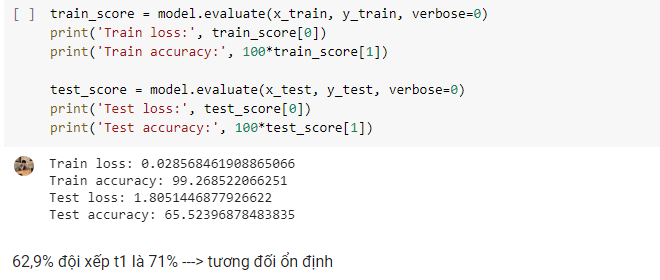 [ ] train_score = model.evaluate(x_train, y_train, verbose=0)
print('Train loss:', train_score[0])
print('Train accuracy:', 100*train_score[1])
test_score = model.evaluate(x_test, y_test, verbose=0)
print('Test loss:', test_score[0])
print('Test accuracy:', 100*test_score[1])
Train loss: 0.028568461908865066
Train accuracy: 99.268522066251
Test loss: 1.8051446877926622
Test accuracy: 65.52396878483835
62,9% đội xếp t1 là 71% ---> tương đối ổn định